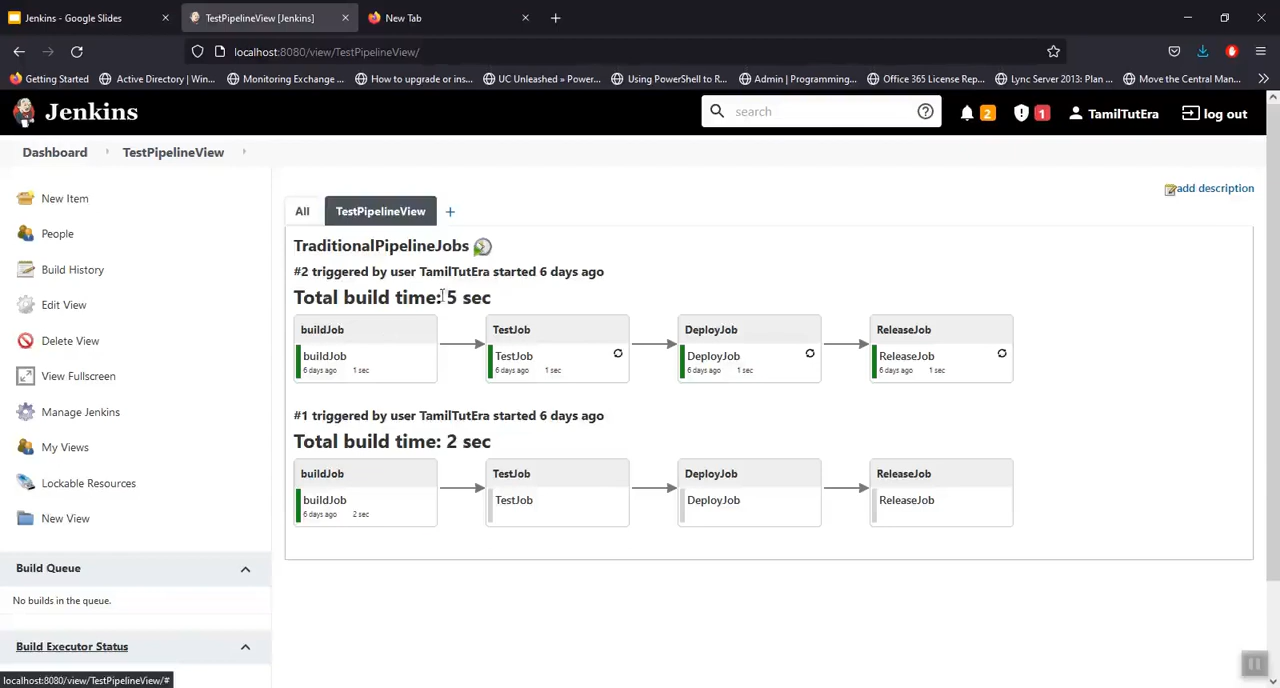 Jenkins - Google Slides
TestPipelineView [Jenkins]
New Tab
localhost:8080/view/TestPipelineView/
Getting Started
Active Directory | Win...
Monitoring Exchange ...
How to upgrade or ins...
UC Unleashed » Power...
Using PowerShell to R...
Admin | Programming...
Office 365 License Rep...
Lync Server 2013: Plan ...
Move the Central Man...
Jenkins
search
2
1
TamilTutEra
log out
Dashboard
TestPipelineView
New Item
People
Build History
Edit View
Delete View
View Fullscreen
Manage Jenkins
My Views
Lockable Resources
New View
Build Queue
No builds in the queue.
Build Executor Status
localhost:8080/view/TestPipelineView/#
add description
All
TestPipelineView
+
TraditionalPipelineJobs
#2 triggered by user TamilTutEra started 6 days ago
Total build time: 5 sec
buildJob
buildJob
6 days ago 1 sec
TestJob
TestJob
6 days ago 1 sec
DeployJob
DeployJob
6 days ago 1 sec
ReleaseJob
ReleaseJob
6 days ago 1 sec
#1 triggered by user TamilTutEra started 6 days ago
Total build time: 2 sec
buildJob
buildJob
6 days ago 2 sec
TestJob
TestJob
DeployJob
DeployJob
ReleaseJob
ReleaseJob